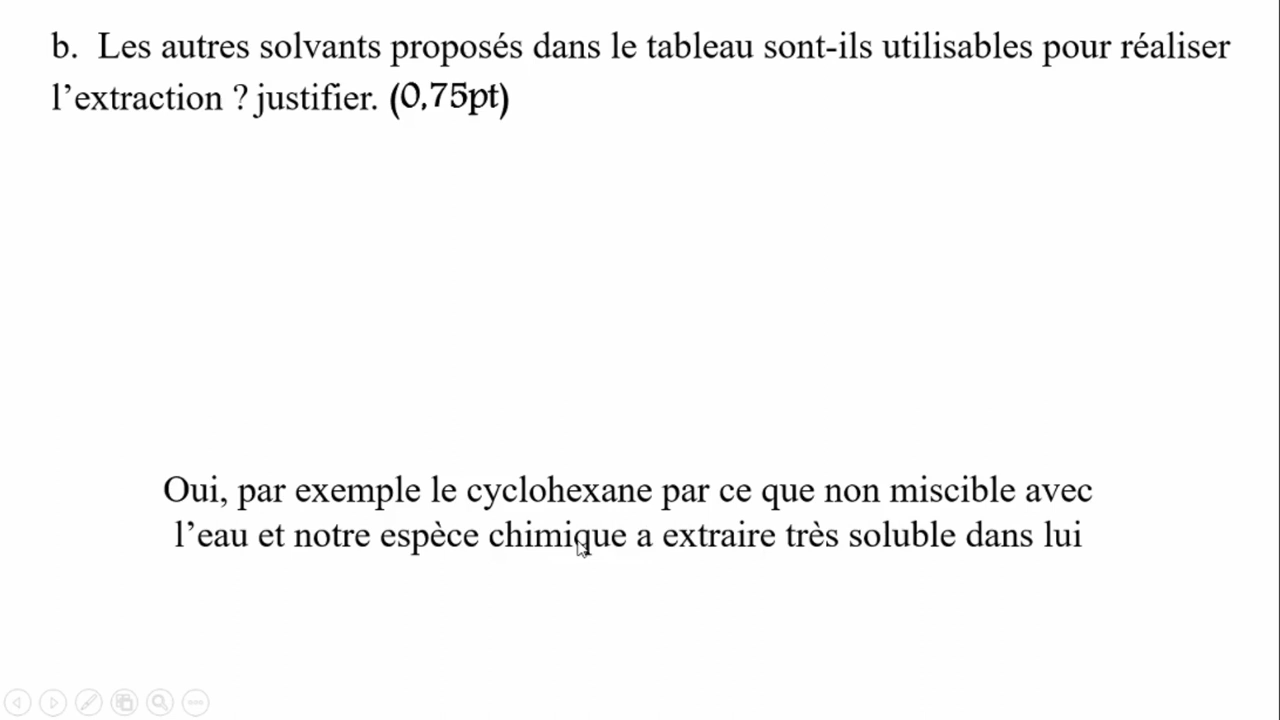 b. Les autres solvants proposés dans le tableau sont-ils utilisables pour réaliser
l’extraction ? justifier. (0,75pt)
Oui, par exemple le cyclohexane par ce que non miscible avec
l’eau et notre espèce chimique a extraire très soluble dans lui